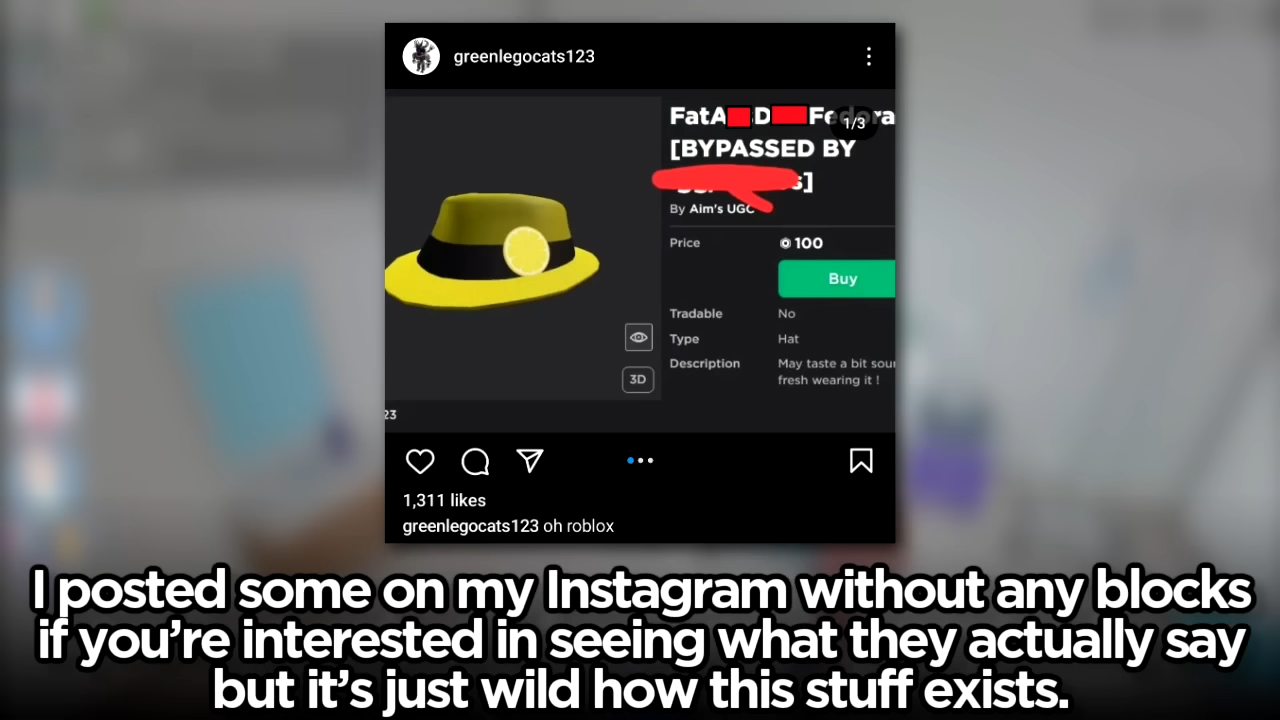 greenlegocats123
FatA D Fedora
1/3
[BYPASSED BY
s]
By Aim's UGC
Price 100
Buy
Tradable No
Type Hat
Description May taste a bit sour
fresh wearing it !
3D
23
1,311 likes
greenlegocats123 oh roblox
I posted some on my Instagram without any blocks
if you're interested in seeing what they actually say
but it's just wild how this stuff exists.